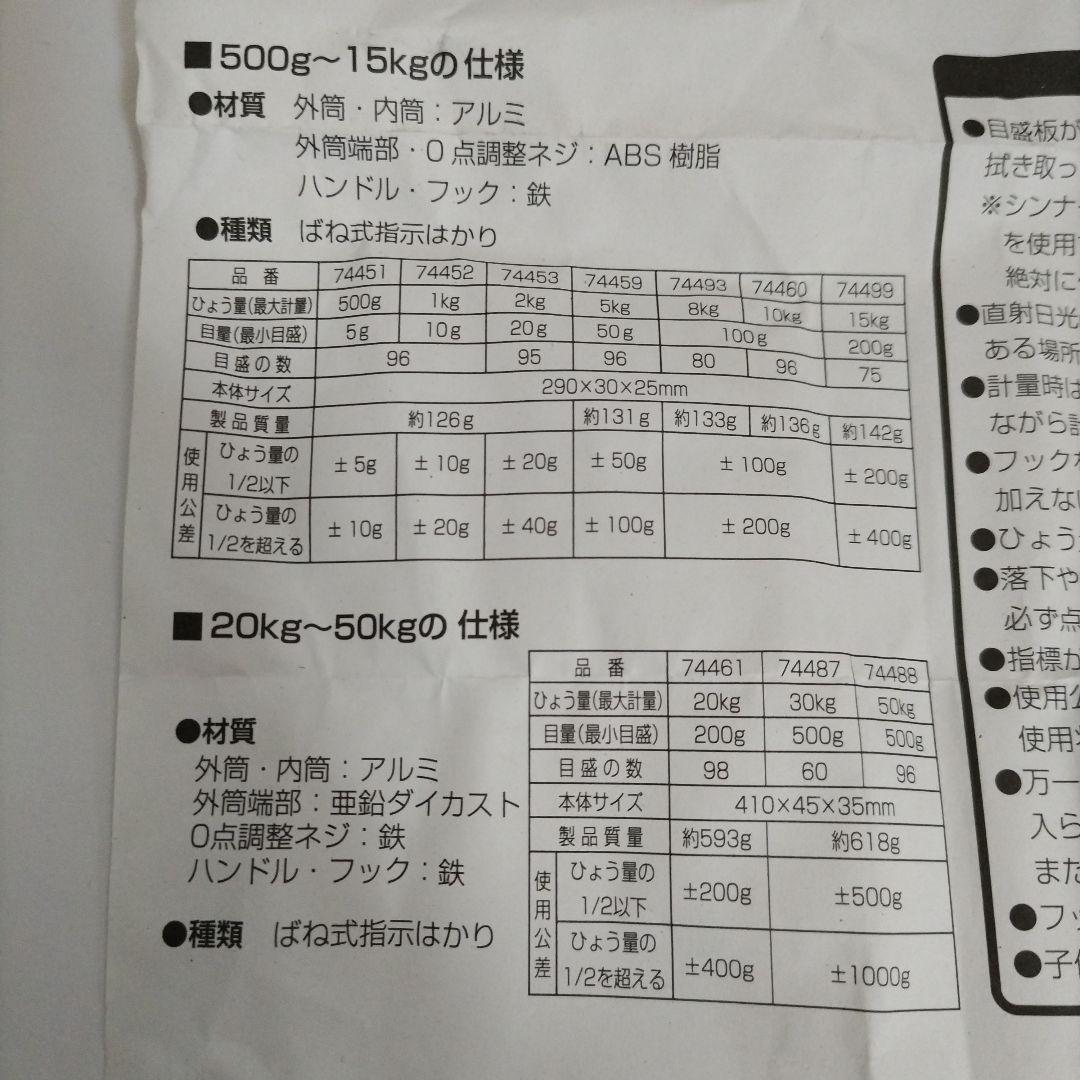 ■500g～15kgの仕様
●材質 外筒・内筒：アルミ
外筒端部・0点調整ネジ：ABS樹脂
ハンドル・フック：鉄
●種類 ばね式指示はかり
品番 74451 74452 74453 74459 74493 74460 74499
ひょう量(最大計量) 500g 1kg 2kg 5kg 8kg 10kg 15kg
目量(最小目盛) 5g 10g 20g 50g 100g 200g
目盛の数 96 95 96 80 96 75
本体サイズ 290×30×25mm
製品質量 約126g 約131g 約133g 約136g 約142g
使用公差
ひょう量の
1/2以下
±5g ±10g ±20g ±50g ±100g ±200g
ひょう量の
1/2を超える
±10g ±20g ±40g ±100g ±200g ±400g
■20kg～50kgの 仕様
●材質
外筒・内筒：アルミ
外筒端部：亜鉛ダイカスト
0点調整ネジ：鉄
ハンドル・フック：鉄
●種類 ばね式指示はかり
品番 74461 74487 74488
ひょう量(最大計量) 20kg 30kg 50kg
目量(最小目盛) 200g 500g 500g
目盛の数 98 60 96
本体サイズ 410×45×35mm
製品質量 約593g 約618g
使用公差
ひょう量の
1/2以下
±200g ±500g
ひょう量の
1/2を超える
±400g ±1000g
●目盛板が
拭き取っ
※シンナー
を使用
絶対に
●直射日光
ある場所
●計量時は
ながら
●フック
加えない
●ひょう
●落下や
必ず点
●指標が
●使用
使用
●万一
入ら
また
●フッ
●子